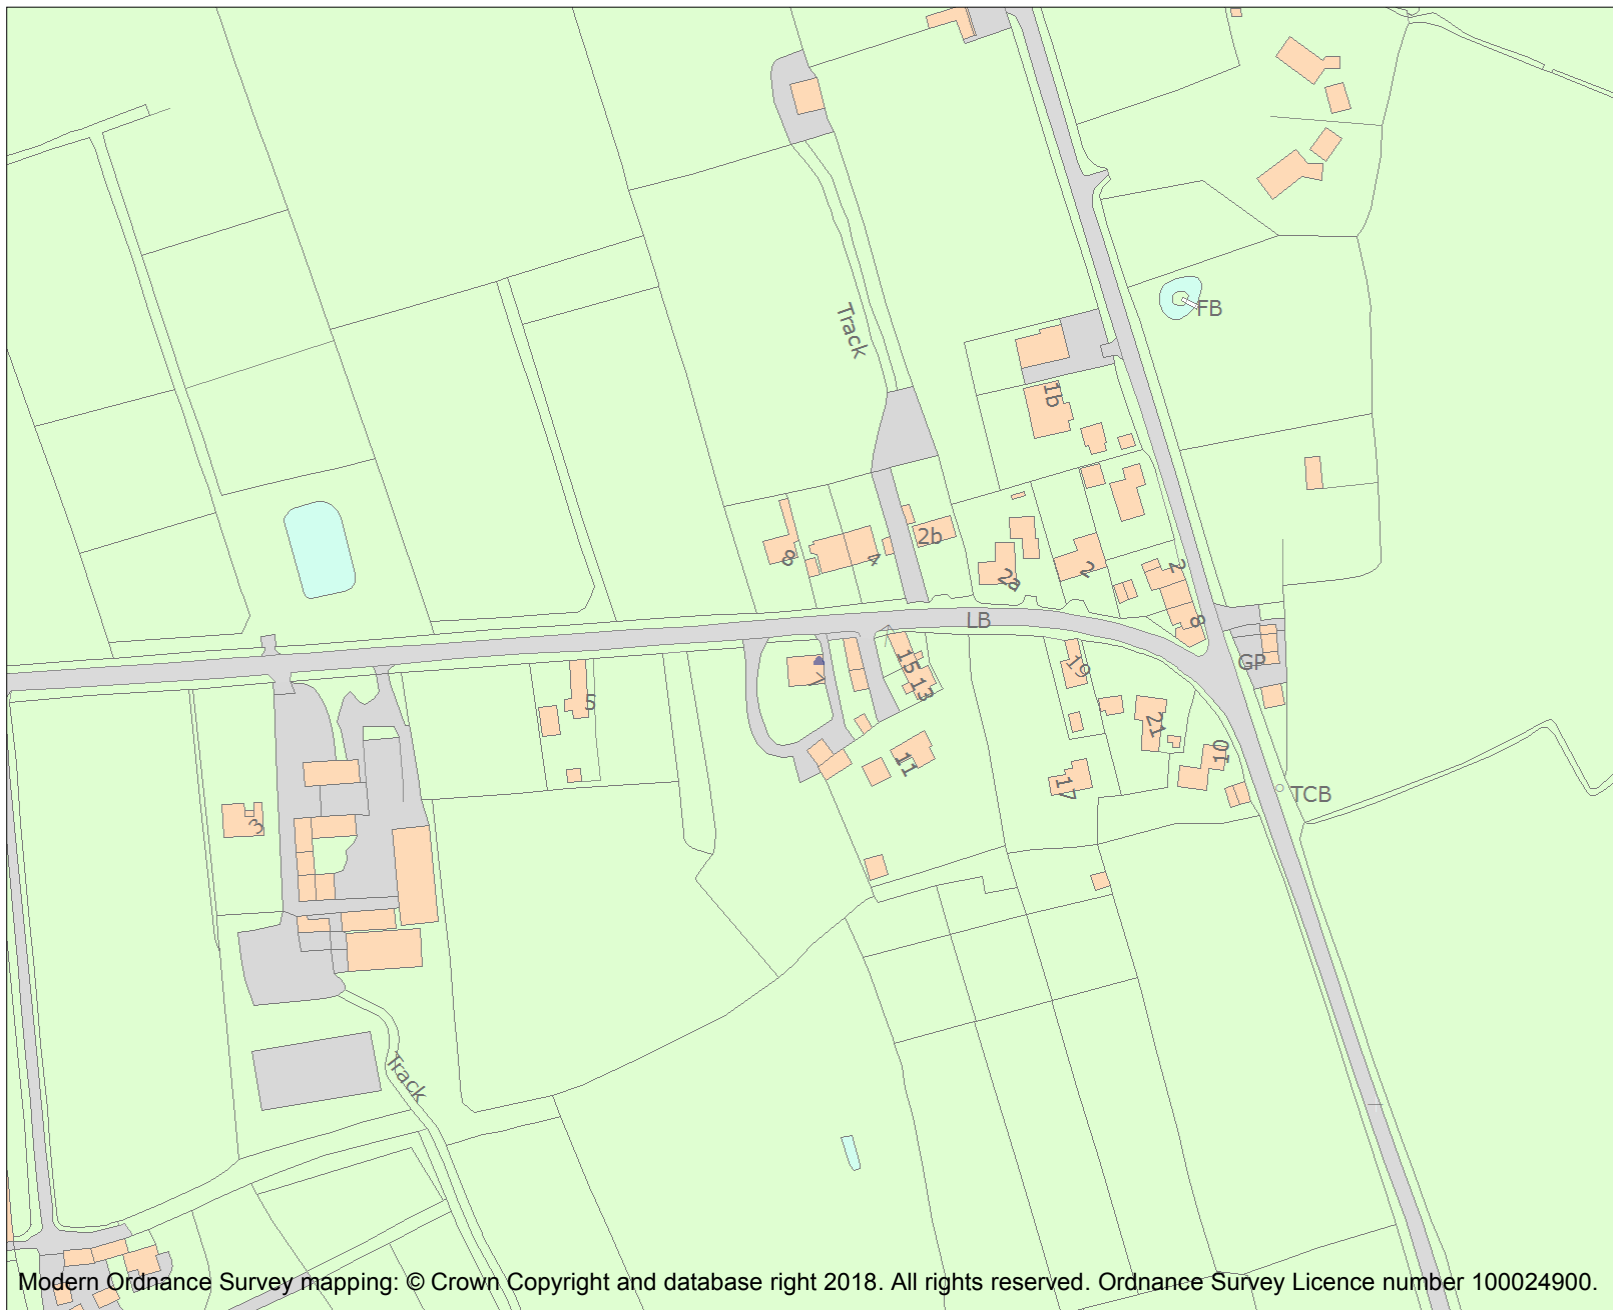 Track
FB
1b
2b
8
4
2a
2
2
8
LB
GP
15
13
19
7
5
21
10
11
17
TCB
3
Track
Modern Ordnance Survey mapping: © Crown Copyright and database right 2018. All rights reserved. Ordnance Survey Licence number 100024900.